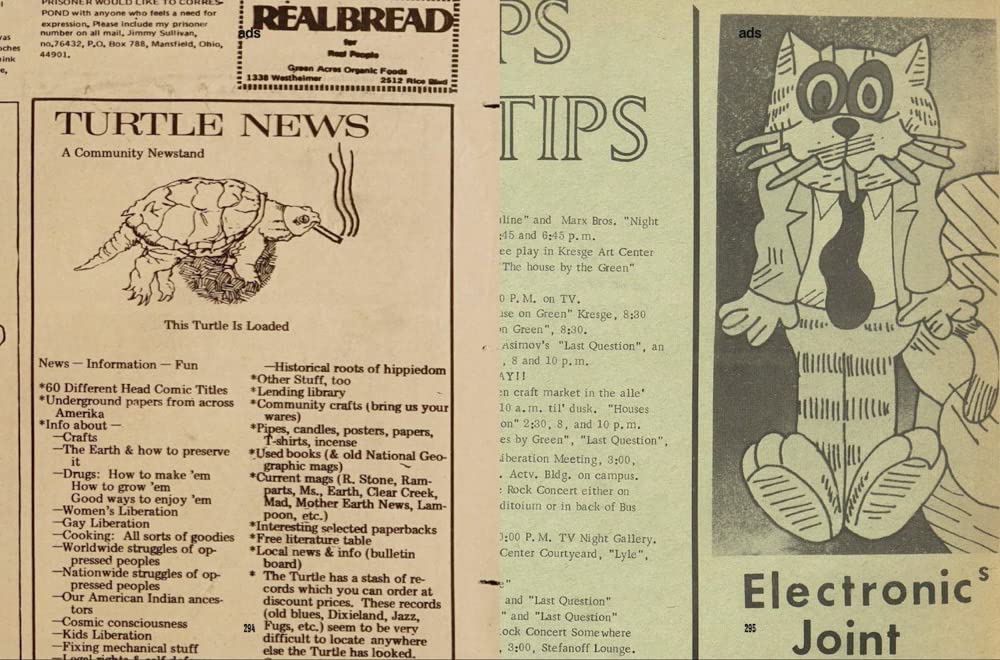 PRISONER WOULD LIKE TO CORRES-
POND with anyone who feels a need for
expression. Please include my prisoner
number on all mail. Jimmy Sullivan,
no.76432, P.O. Box 788, Mansfield, Ohio,
44901.
ads
REALBREAD
for
Real People
Green Acres Organic Foods
1338 Westheimer 2512 Rice Blvd
TURTLE NEWS
A Community Newstand
This Turtle Is Loaded
News — Information — Fun
*60 Different Head Comic Titles
*Underground papers from across
Amerika
*Info about —
—Crafts
—The Earth & how to preserve
it
—Drugs: How to make 'em
How to grow 'em
Good ways to enjoy 'em
—Women's Liberation
—Gay Liberation
—Cooking: All sorts of goodies
—Worldwide struggles of op-
pressed peoples
—Nationwide struggles of op-
pressed peoples
—Our American Indian ances-
tors
—Cosmic consciousness
—Kids Liberation
—Fixing mechanical stuff
—Historical roots of hippiedom
*Other Stuff, too
*Lending library
*Community crafts (bring us your
wares)
*Pipes, candles, posters, papers,
T-shirts, incense
*Used books (& old National Geo-
graphic mags)
*Current mags (R. Stone, Ram-
parts, Ms., Earth, Clear Creek,
Mad, Mother Earth News, Lam-
poon, etc.)
*Interesting selected paperbacks
*Free literature table
*Local news & info (bulletin
board)
* The Turtle has a stash of re-
cords which you can order at
discount prices. These records
(old blues, Dixieland, Jazz,
Fugs, etc.) seem to be very
difficult to locate anywhere
else the Turtle has looked.
294
PS
TIPS
line" and Marx Bros. "Night
:45 and 6:45 p.m.
ee play in Kresge Art Center
"The house by the Green"
0 P.M. on TV.
use on Green" Kresge, 8:30
on Green", 8:30.
Asimov's "Last Question", an
, 8 and 10 p.m.
AY!!
en craft market in the alle'
10 a.m. til' dusk. "Houses
on" 2:30, 8, and 10 p.m.
es by Green", "Last Question",
iberation Meeting, 3:00,
. Actv. Bldg. on campus.
: Rock Concert either on
ditoium or in back of Bus
0:00 P.M. TV Night Gallery.
Center Courtyeard, "Lyle",
"
and "Last Question"
" and "Last Question"
ock Concert Somewhere
, 3:00, Stefanoff Lounge.
ads
Electronics
Joint
295